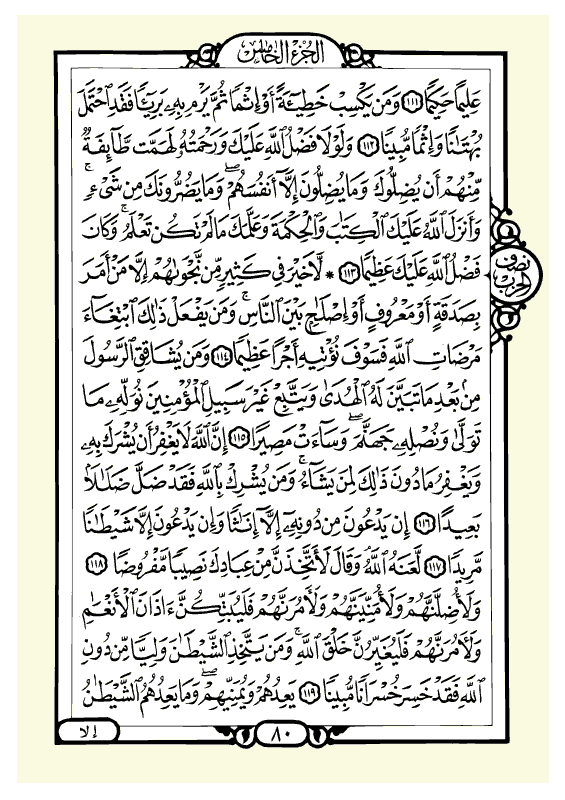 الجزء الخامس
عَلِيمًا حَكِيمًا ۝١١١ وَمَن يَكْسِبْ خَطِيٓـَٔةً أَوْ إِثْمًا ثُمَّ يَرْمِ بِهِۦ بَرِيٓـًٔا فَقَدِ ٱحْتَمَلَ
بُهْتَٰنًا وَإِثْمًا مُّبِينًا ۝١١٢ وَلَوْلَا فَضْلُ ٱللَّهِ عَلَيْكَ وَرَحْمَتُهُۥ لَهَمَّت طَّآئِفَةٌ
مِّنْهُمْ أَن يُضِلُّوكَ وَمَا يُضِلُّونَ إِلَّآ أَنفُسَهُمْ ۖ وَمَا يَضُرُّونَكَ مِن شَىْءٍ ۚ
وَأَنزَلَ ٱللَّهُ عَلَيْكَ ٱلْكِتَٰبَ وَٱلْحِكْمَةَ وَعَلَّمَكَ مَا لَمْ تَكُن تَعْلَمُ ۚ وَكَانَ
فَضْلُ ٱللَّهِ عَلَيْكَ عَظِيمًا ۝١١٣ * لَّا خَيْرَ فِى كَثِيرٍ مِّن نَّجْوَىٰهُمْ إِلَّا مَنْ أَمَرَ
نصف
الحزب
بِصَدَقَةٍ أَوْ مَعْرُوفٍ أَوْ إِصْلَٰحٍۭ بَيْنَ ٱلنَّاسِ ۚ وَمَن يَفْعَلْ ذَٰلِكَ ٱبْتِغَآءَ
مَرْضَاتِ ٱللَّهِ فَسَوْفَ نُؤْتِيهِ أَجْرًا عَظِيمًا ۝١١٤ وَمَن يُشَاقِقِ ٱلرَّسُولَ
مِنۢ بَعْدِ مَا تَبَيَّنَ لَهُ ٱلْهُدَىٰ وَيَتَّبِعْ غَيْرَ سَبِيلِ ٱلْمُؤْمِنِينَ نُوَلِّهِۦ مَا
تَوَلَّىٰ وَنُصْلِهِۦ جَهَنَّمَ ۖ وَسَآءَتْ مَصِيرًا ۝١١٥ إِنَّ ٱللَّهَ لَا يَغْفِرُ أَن يُشْرَكَ بِهِۦ
وَيَغْفِرُ مَا دُونَ ذَٰلِكَ لِمَن يَشَآءُ ۚ وَمَن يُشْرِكْ بِٱللَّهِ فَقَدْ ضَلَّ ضَلَٰلًۢا
بَعِيدًا ۝١١٦ إِن يَدْعُونَ مِن دُونِهِۦٓ إِلَّآ إِنَٰثًا وَإِن يَدْعُونَ إِلَّا شَيْطَٰنًا
مَّرِيدًا ۝١١٧ لَّعَنَهُ ٱللَّهُ ۘ وَقَالَ لَأَتَّخِذَنَّ مِنْ عِبَادِكَ نَصِيبًا مَّفْرُوضًا ۝١١٨
وَلَأُضِلَّنَّهُمْ وَلَأُمَنِّيَنَّهُمْ وَلَءَامُرَنَّهُمْ فَلَيُبَتِّكُنَّ ءَاذَانَ ٱلْأَنْعَٰمِ
وَلَءَامُرَنَّهُمْ فَلَيُغَيِّرُنَّ خَلْقَ ٱللَّهِ ۚ وَمَن يَتَّخِذِ ٱلشَّيْطَٰنَ وَلِيًّا مِّن دُونِ
ٱللَّهِ فَقَدْ خَسِرَ خُسْرَانًا مُّبِينًا ۝١١٩ يَعِدُهُمْ وَيُمَنِّيهِمْ ۖ وَمَا يَعِدُهُمُ ٱلشَّيْطَٰنُ
إلا
٨٠